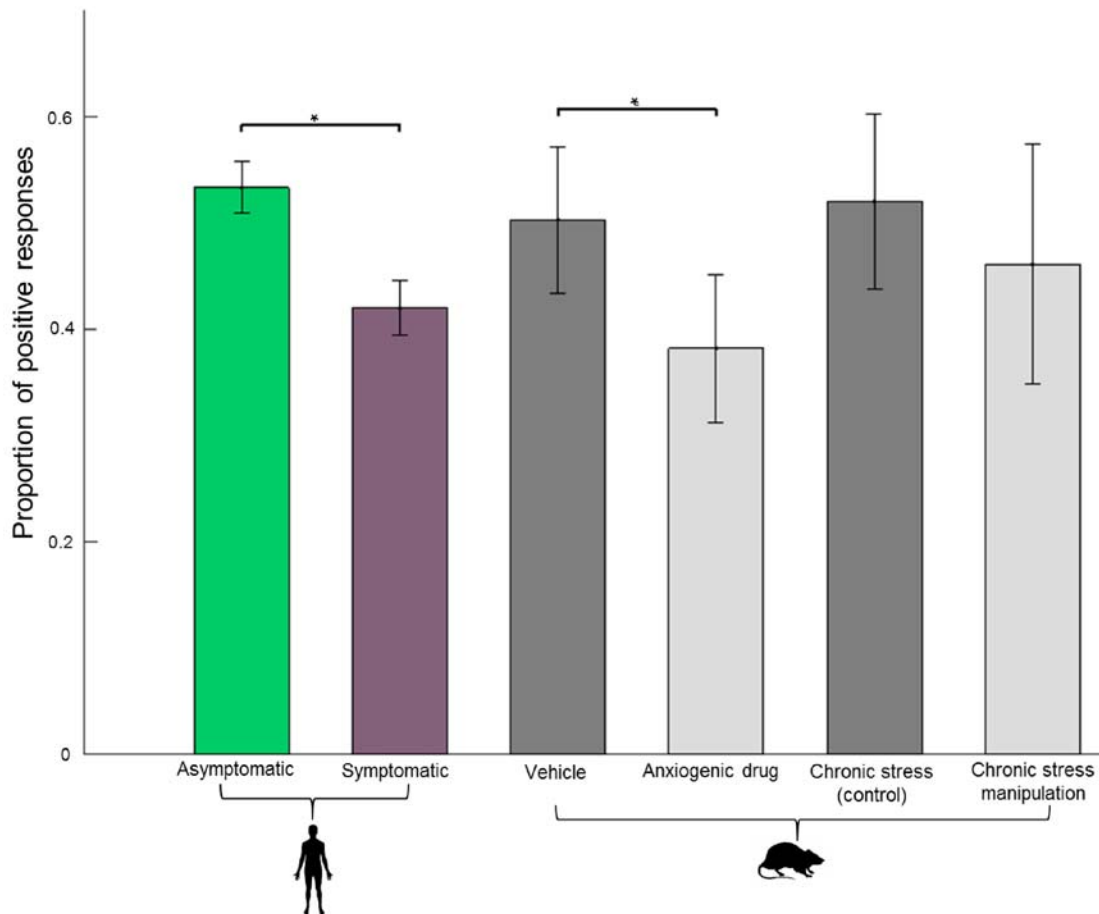 Proportion of positive responses
0.6
0.4
0.2
0
*
*
Asymptomatic
Symptomatic
Vehicle
Anxiogenic drug
Chronic stress
(control)
Chronic stress
manipulation